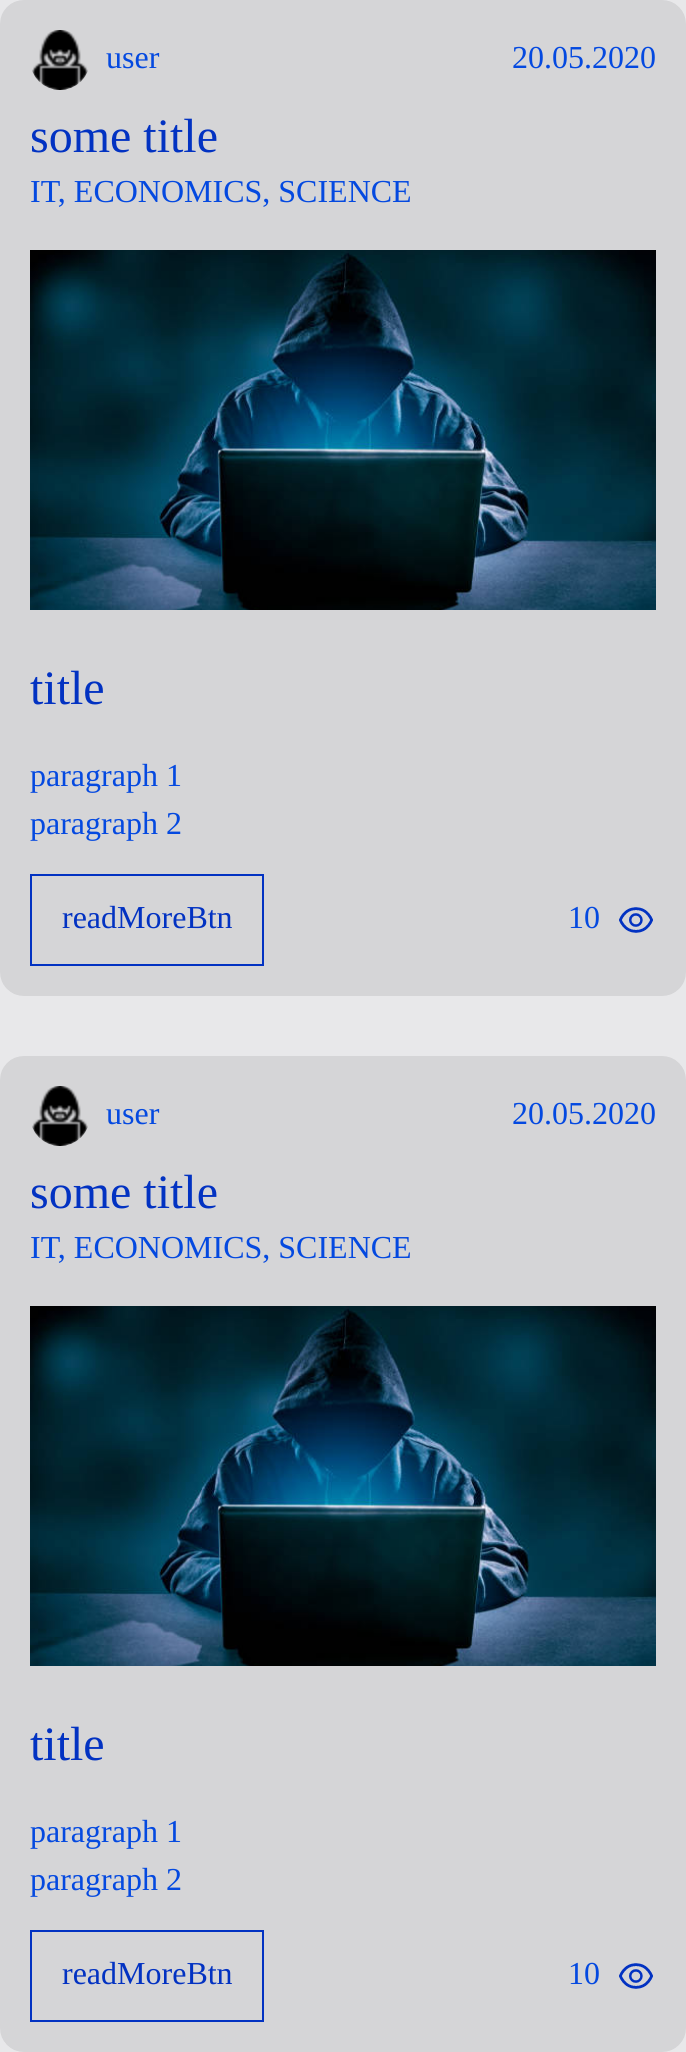 user 20.05.2020
some title
IT, ECONOMICS, SCIENCE
title
paragraph 1
paragraph 2
readMoreBtn 10
user 20.05.2020
some title
IT, ECONOMICS, SCIENCE
title
paragraph 1
paragraph 2
readMoreBtn 10